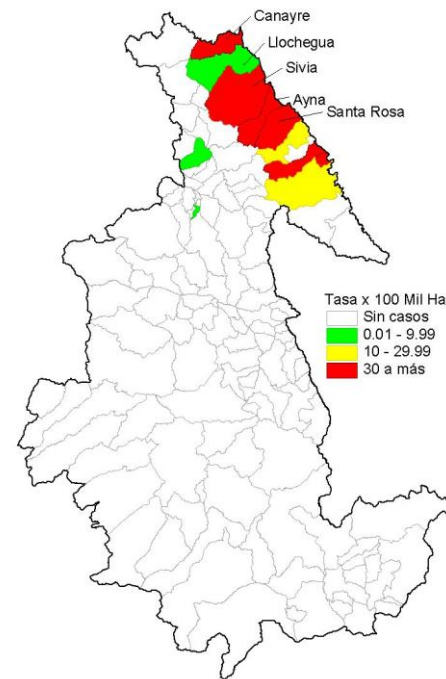 Canayre
Llochegua
Sivia
Ayna
Santa Rosa
Tasa x 100 Mil Ha
Sin casos
0.01 - 9.99
10 - 29.99
30 a más